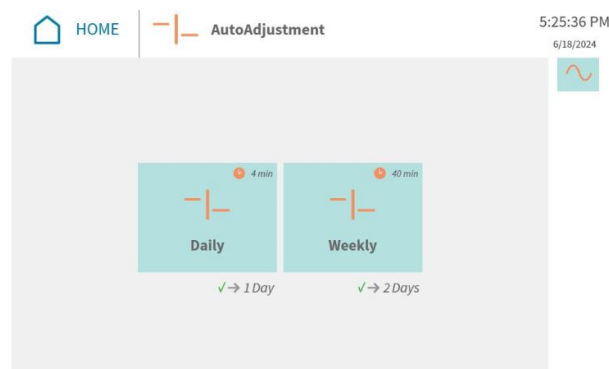 HOME
AutoAdjustment
5:25:36 PM
6/18/2024
4 min
Daily
40 min
Weekly
√→ 1 Day
√→ 2 Days